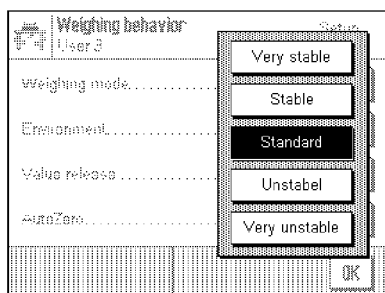 Weighing behavior
User 3
Setup
Weighing mode
Environment
Value release
AutoZero
Very stable
Stable
Standard
Unstabel
Very unstable
OK